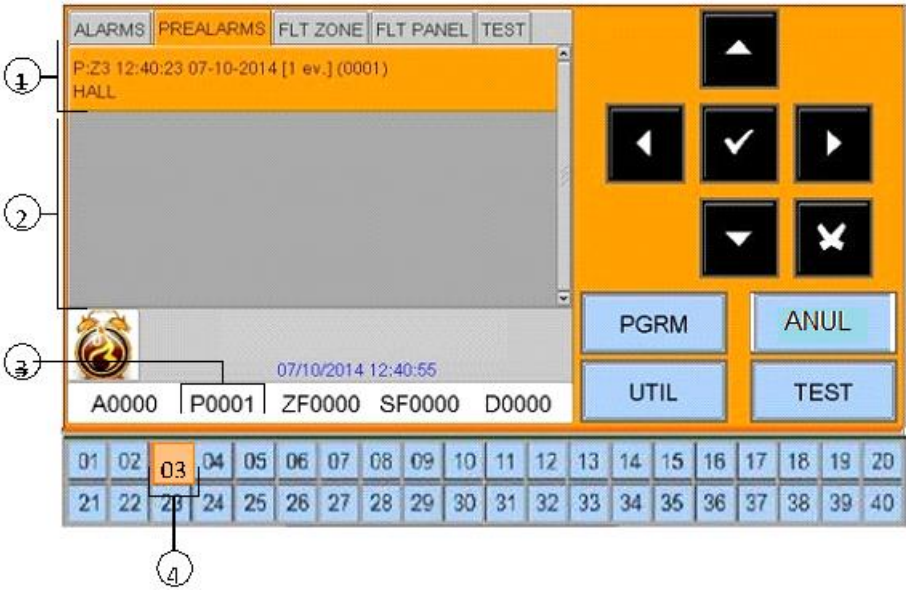 ALARMS PREALARMS FLT ZONE FLT PANEL TEST
P:Z3 12:40:23 07-10-2014 [1 ev.] (0001)
HALL
1
2
PGRM ANUL
3
07/10/2014 12:40:55
UTIL TEST
A0000 P0001 ZF0000 SF0000 D0000
01 02 03 04 05 06 07 08 09 10 11 12 13 14 15 16 17 18 19 20
21 22 23 24 25 26 27 28 29 30 31 32 33 34 35 36 37 38 39 40
4